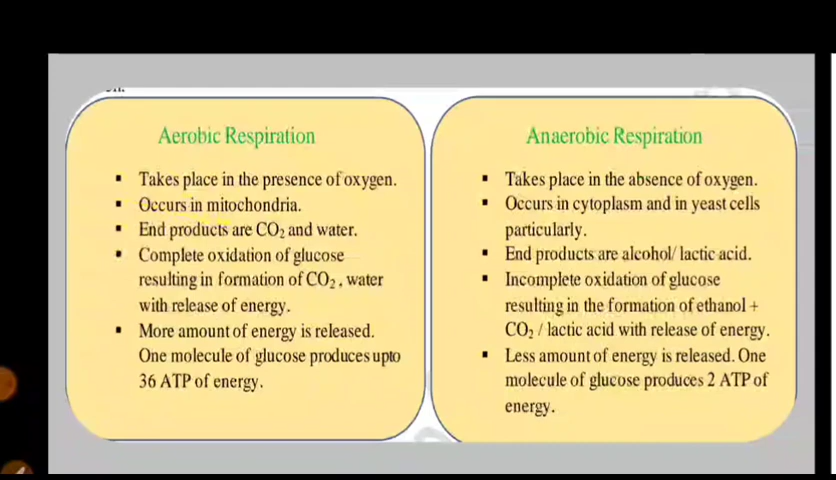 Aerobic Respiration
▪ Takes place in the presence of oxygen.
▪ Occurs in mitochondria.
▪ End products are CO₂ and water.
▪ Complete oxidation of glucose
resulting in formation of CO₂ , water
with release of energy.
▪ More amount of energy is released.
One molecule of glucose produces upto
36 ATP of energy.
Anaerobic Respiration
▪ Takes place in the absence of oxygen.
▪ Occurs in cytoplasm and in yeast cells
particularly.
▪ End products are alcohol/ lactic acid.
▪ Incomplete oxidation of glucose
resulting in the formation of ethanol +
CO₂ / lactic acid with release of energy.
▪ Less amount of energy is released. One
molecule of glucose produces 2 ATP of
energy.